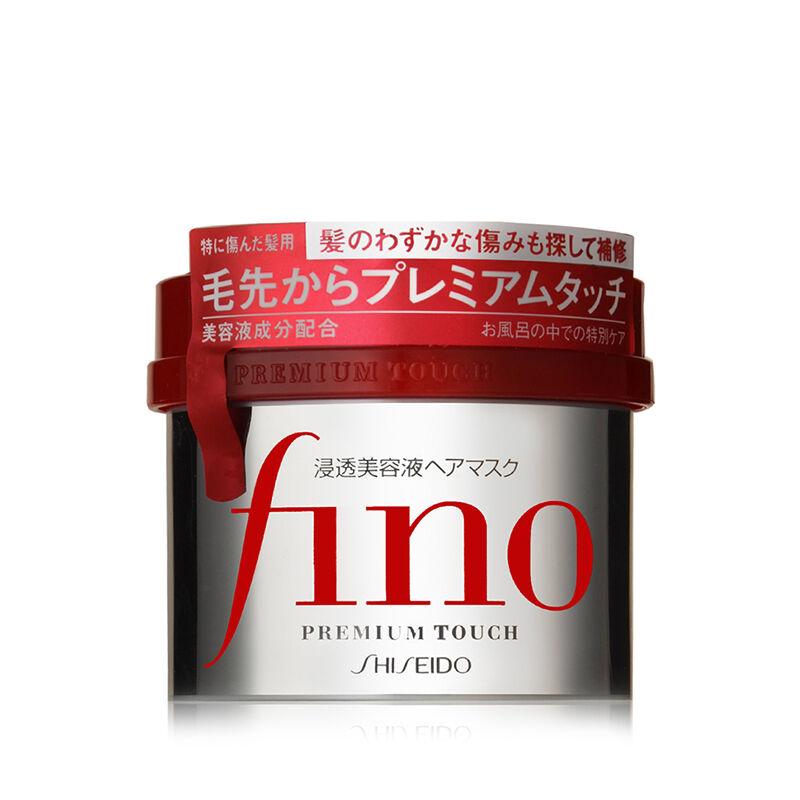 特に傷んだ髪用
髪のわずかな傷みも探して補修
毛先からプレミアムタッチ
美容液成分配合
お風呂の中での特別ケア
PREMIUM TOUCH
浸透美容液ヘアマスク
fino
PREMIUM TOUCH
SHISEIDO